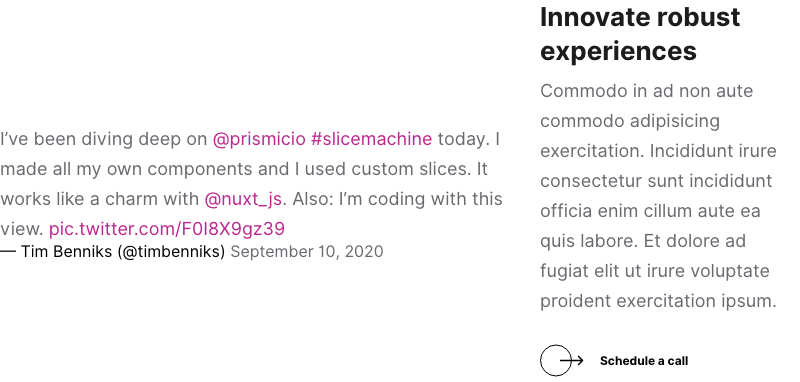 I’ve been diving deep on @prismicio #slicemachine today. I
made all my own components and I used custom slices. It
works like a charm with @nuxt_js. Also: I’m coding with this
view. pic.twitter.com/F0I8X9gz39
— Tim Benniks (@timbenniks) September 10, 2020
Innovate robust
experiences
Commodo in ad non aute
commodo adipisicing
exercitation. Incididunt irure
consectetur sunt incididunt
officia enim cillum aute ea
quis labore. Et dolore ad
fugiat elit ut irure voluptate
proident exercitation ipsum.
Schedule a call